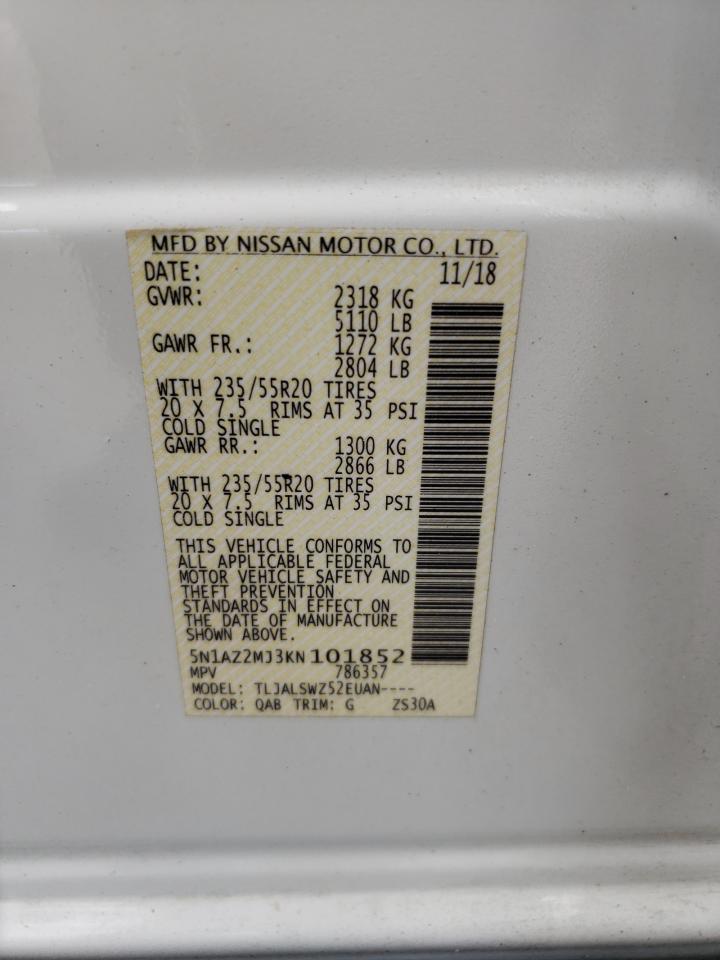 MFD BY NISSAN MOTOR CO., LTD.
DATE: 11/18
GVWR: 2318 KG
5110 LB
GAWR FR.: 1272 KG
2804 LB
WITH 235/55R20 TIRES
20 X 7.5 RIMS AT 35 PSI
COLD SINGLE
GAWR RR.: 1300 KG
2866 LB
WITH 235/55R20 TIRES
20 X 7.5 RIMS AT 35 PSI
COLD SINGLE
THIS VEHICLE CONFORMS TO
ALL APPLICABLE FEDERAL
MOTOR VEHICLE SAFETY AND
THEFT PREVENTION
STANDARDS IN EFFECT ON
THE DATE OF MANUFACTURE
SHOWN ABOVE.
5N1AZ2MJ3KN101852
MPV 786357
MODEL: TLJALSWZ52EUAN----
COLOR: QAB TRIM: G ZS30A